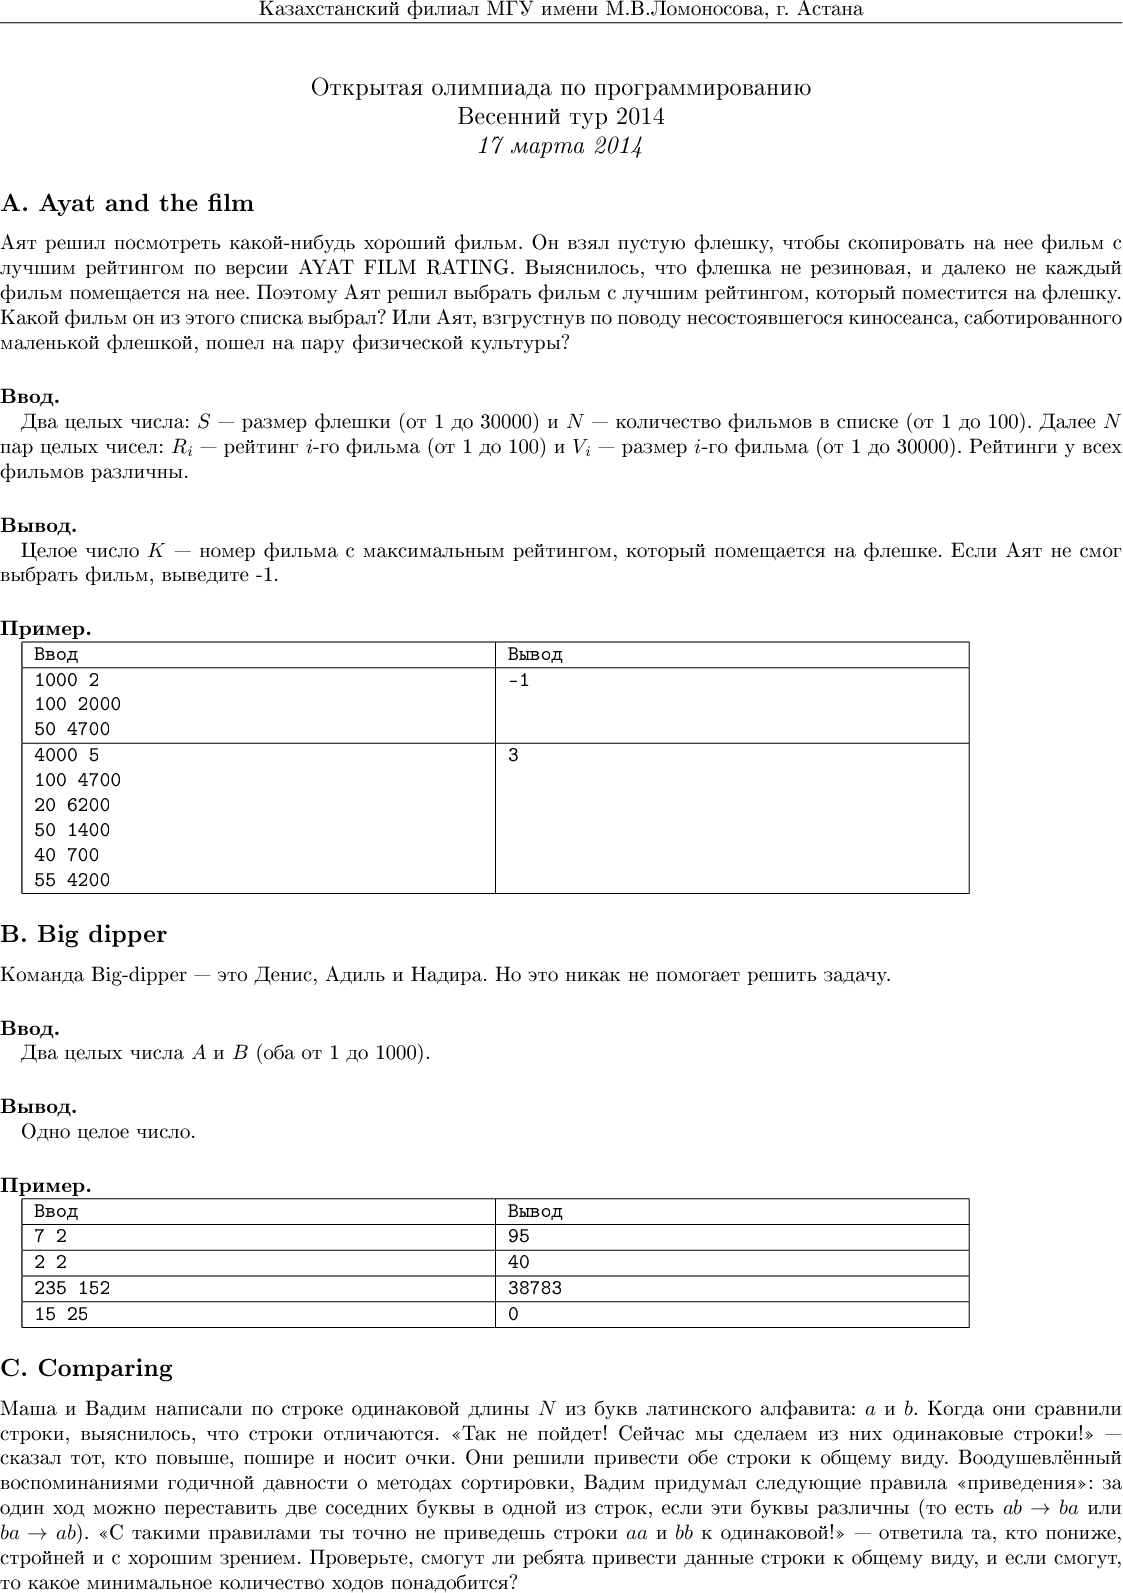 Казахстанский филиал МГУ имени М.В.Ломоносова, г. Астана
Открытая олимпиада по программированию
Весенний тур 2014
17 марта 2014
A. Ayat and the film
Аят решил посмотреть какой-нибудь хороший фильм. Он взял пустую флешку, чтобы скопировать на нее фильм с
лучшим рейтингом по версии AYAT FILM RATING. Выяснилось, что флешка не резиновая, и далеко не каждый
фильм помещается на нее. Поэтому Аят решил выбрать фильм с лучшим рейтингом, который поместится на флешку.
Какой фильм он из этого списка выбрал? Или Аят, взгрустнув по поводу несостоявшегося киносеанса, саботированного
маленькой флешкой, пошел на пару физической культуры?
Ввод.
Два целых числа: S — размер флешки (от 1 до 30000) и N — количество фильмов в списке (от 1 до 100). Далее N
пар целых чисел: R_i — рейтинг i-го фильма (от 1 до 100) и V_i — размер i-го фильма (от 1 до 30000). Рейтинги у всех
фильмов различны.
Вывод.
Целое число K — номер фильма с максимальным рейтингом, который помещается на флешке. Если Аят не смог
выбрать фильм, выведите -1.
Пример.
Ввод Вывод
1000 2 -1
100 2000
50 4700
4000 5 3
100 4700
20 6200
50 1400
40 700
55 4200
B. Big dipper
Команда Big-dipper — это Денис, Адиль и Надира. Но это никак не помогает решить задачу.
Ввод.
Два целых числа A и B (оба от 1 до 1000).
Вывод.
Одно целое число.
Пример.
Ввод Вывод
7 2 95
2 2 40
235 152 38783
15 25 0
C. Comparing
Маша и Вадим написали по строке одинаковой длины N из букв латинского алфавита: a и b. Когда они сравнили
строки, выяснилось, что строки отличаются. «Так не пойдет! Сейчас мы сделаем из них одинаковые строки!» —
сказал тот, кто повыше, пошире и носит очки. Они решили привести обе строки к общему виду. Воодушевлённый
воспоминаниями годичной давности о методах сортировки, Вадим придумал следующие правила «приведения»: за
один ход можно переставить две соседних буквы в одной из строк, если эти буквы различны (то есть ab → ba или
ba → ab). «С такими правилами ты точно не приведешь строки aa и bb к одинаковой!» — ответила та, кто пониже,
стройней и с хорошим зрением. Проверьте, смогут ли ребята привести данные строки к общему виду, и если смогут,
то какое минимальное количество ходов понадобится?